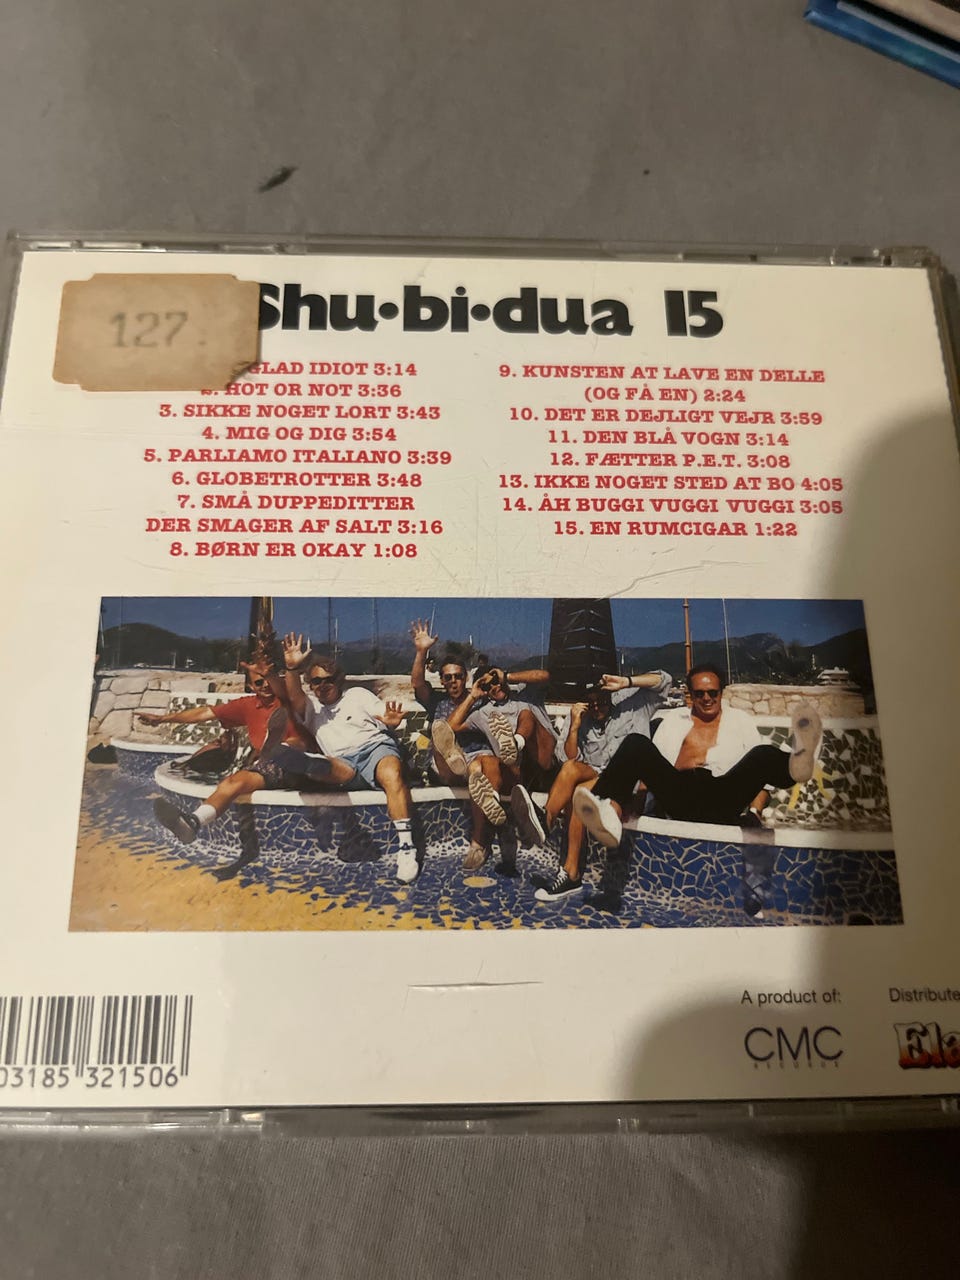 127.
Shu·bi·dua 15
GLAD IDIOT 3:14
2. HOT OR NOT 3:36
3. SIKKE NOGET LORT 3:43
4. MIG OG DIG 3:54
5. PARLIAMO ITALIANO 3:39
6. GLOBETROTTER 3:48
7. SMÅ DUPPEDITTER
DER SMAGER AF SALT 3:16
8. BØRN ER OKAY 1:08
9. KUNSTEN AT LAVE EN DELLE
(OG FÅ EN) 2:24
10. DET ER DEJLIGT VEJR 3:59
11. DEN BLÅ VOGN 3:14
12. FÆTTER P.E.T. 3:08
13. IKKE NOGET STED AT BO 4:05
14. ÅH BUGGI VUGGI VUGGI 3:05
15. EN RUMCIGAR 1:22
03185 321506
A product of:
CMC
RECORDS
Distribute
Ela